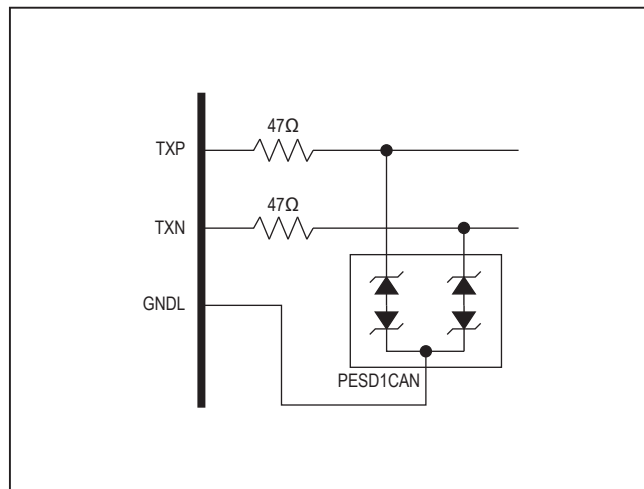 47Ω
TXP
47Ω
TXN
GNDL
PESD1CAN